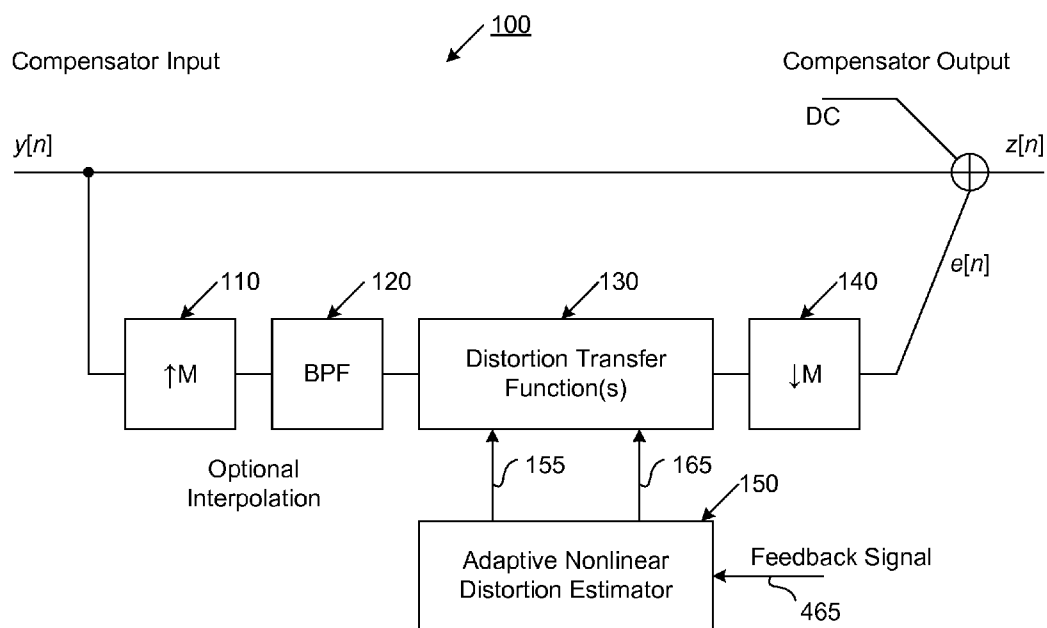 100
Compensator Input
Compensator Output
DC
y[n]
z[n]
e[n]
110
120
130
140
↑M
BPF
Distortion Transfer
Function(s)
↓M
Optional
Interpolation
155
165
150
Adaptive Nonlinear
Distortion Estimator
Feedback Signal
465